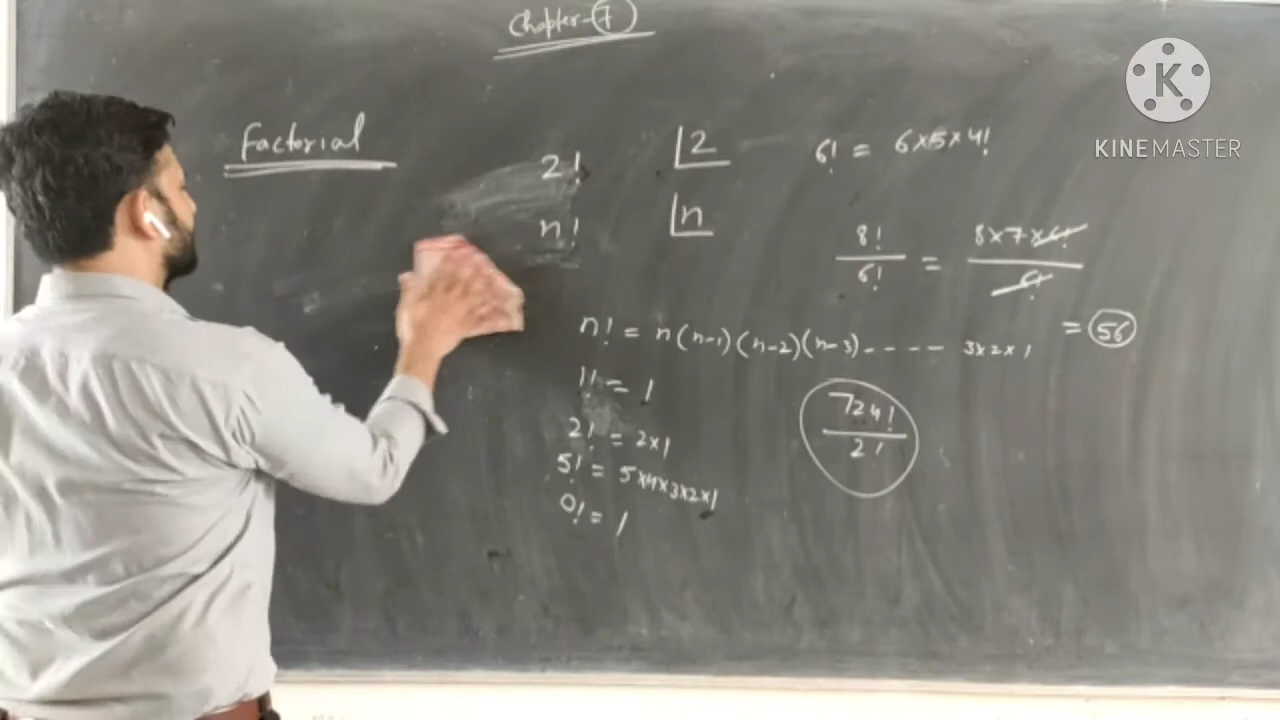 Chapter-7
Factorial
2!
|2
6! = 6×5×4!
n!
|n
8!/6! = 8×7×6!/6!
= 56
n! = n(n-1)(n-2)(n-3)----- 3×2×1
1! = 1
2! = 2×1
5! = 5×4×3×2×1
0! = 1
724!/2!
K
KINEMASTER